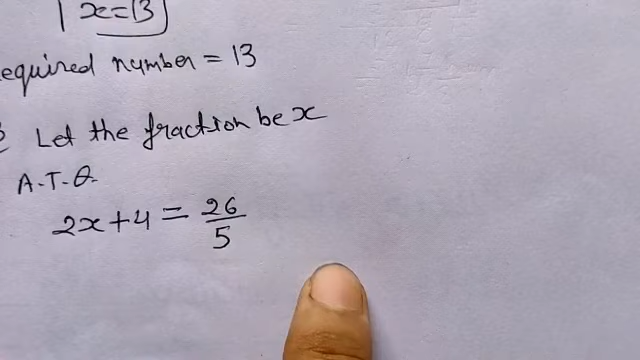 x=13
equired number = 13
Let the fraction be x
A.T.Q.
2x+4 = 26/5